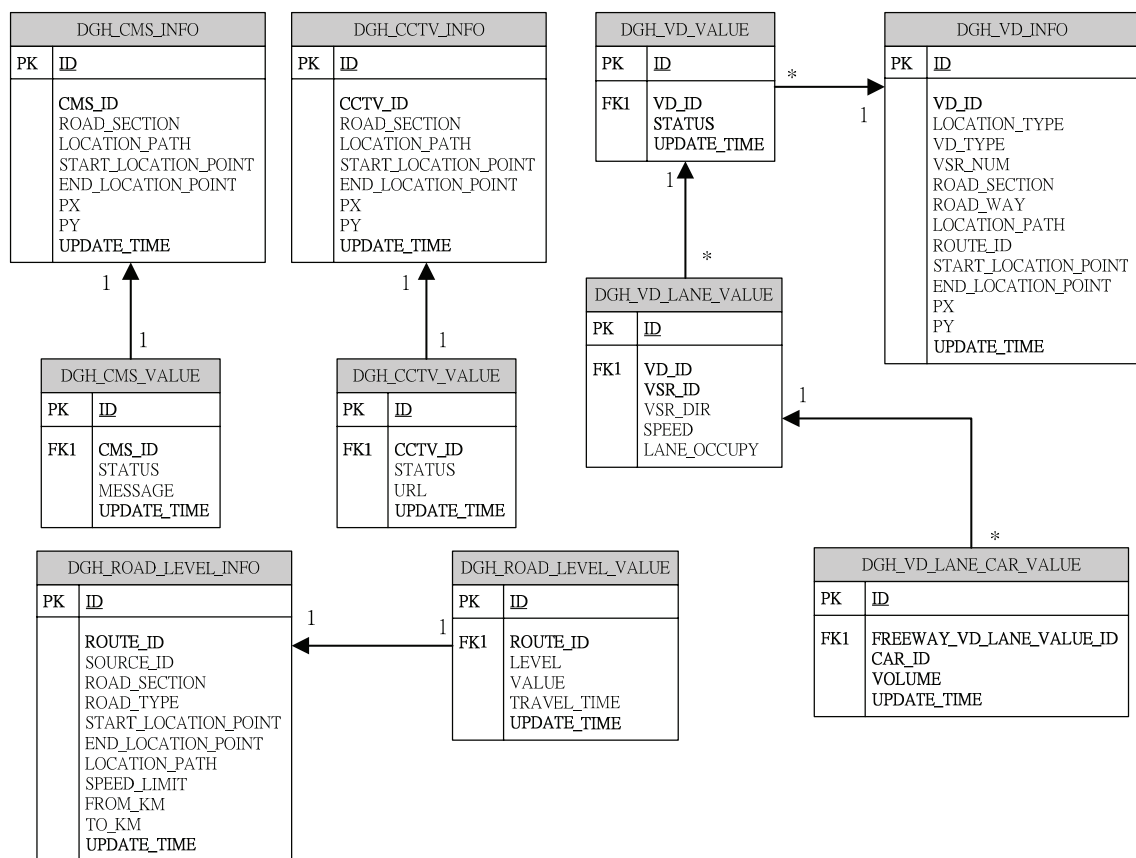 DGH_CMS_INFO
PK ID
CMS_ID
ROAD_SECTION
LOCATION_PATH
START_LOCATION_POINT
END_LOCATION_POINT
PX
PY
UPDATE_TIME
DGH_CCTV_INFO
PK ID
CCTV_ID
ROAD_SECTION
LOCATION_PATH
START_LOCATION_POINT
END_LOCATION_POINT
PX
PY
UPDATE_TIME
DGH_VD_VALUE
PK ID
FK1 VD_ID
STATUS
UPDATE_TIME
*
1
DGH_VD_INFO
PK ID
VD_ID
LOCATION_TYPE
VD_TYPE
VSR_NUM
ROAD_SECTION
ROAD_WAY
LOCATION_PATH
ROUTE_ID
START_LOCATION_POINT
END_LOCATION_POINT
PX
PY
UPDATE_TIME
1
1
DGH_CMS_VALUE
PK ID
FK1 CMS_ID
STATUS
MESSAGE
UPDATE_TIME
1
1
DGH_CCTV_VALUE
PK ID
FK1 CCTV_ID
STATUS
URL
UPDATE_TIME
1
*
DGH_VD_LANE_VALUE
PK ID
FK1 VD_ID
VSR_ID
VSR_DIR
SPEED
LANE_OCCUPY
1
*
DGH_ROAD_LEVEL_INFO
PK ID
ROUTE_ID
SOURCE_ID
ROAD_SECTION
ROAD_TYPE
START_LOCATION_POINT
END_LOCATION_POINT
LOCATION_PATH
SPEED_LIMIT
FROM_KM
TO_KM
UPDATE_TIME
1
1
DGH_ROAD_LEVEL_VALUE
PK ID
FK1 ROUTE_ID
LEVEL
VALUE
TRAVEL_TIME
UPDATE_TIME
DGH_VD_LANE_CAR_VALUE
PK ID
FK1 FREEWAY_VD_LANE_VALUE_ID
CAR_ID
VOLUME
UPDATE_TIME